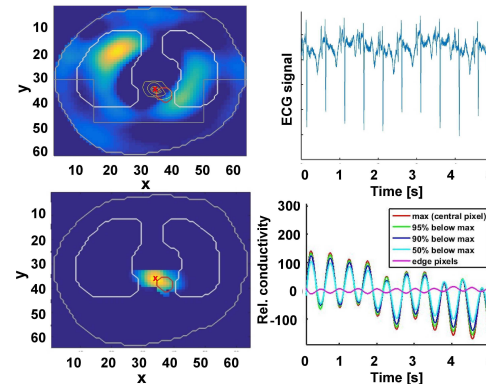 10
20
30
40
50
60
y
10 20 30 40 50 60
x
ECG signal
0 1 2 3 4
Time [s]
10
20
30
40
50
60
y
x
10 20 30 40 50 60
x
300
200
100
0
-100
Rel. conductivity
max (central pixel)
95% below max
90% below max
50% below max
edge pixels
0 1 2 3 4
Time [s]